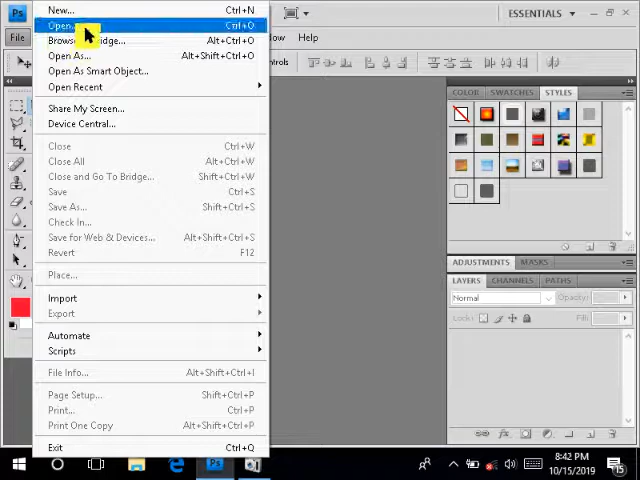 Ps
ESSENTIALS
File
ow
Help
ntrols
New... Ctrl+N
Open... Ctrl+O
Browse idge... Alt+Ctrl+O
Open As... Alt+Shift+Ctrl+O
Open As Smart Object...
Open Recent
Share My Screen...
Device Central...
Close Ctrl+W
Close All Alt+Ctrl+W
Close and Go To Bridge... Shift+Ctrl+W
Save Ctrl+S
Save As... Shift+Ctrl+S
Check In...
Save for Web & Devices... Alt+Shift+Ctrl+S
Revert F12
Place...
Import
Export
Automate
Scripts
File Info... Alt+Shift+Ctrl+I
Page Setup... Shift+Ctrl+P
Print... Ctrl+P
Print One Copy Alt+Shift+Ctrl+P
Exit Ctrl+Q
COLOR SWATCHES STYLES
ADJUSTMENTS MASKS
LAYERS CHANNELS PATHS
Normal Opacity:
Lock: Fill:
Ps
8:42 PM
10/15/2019
15